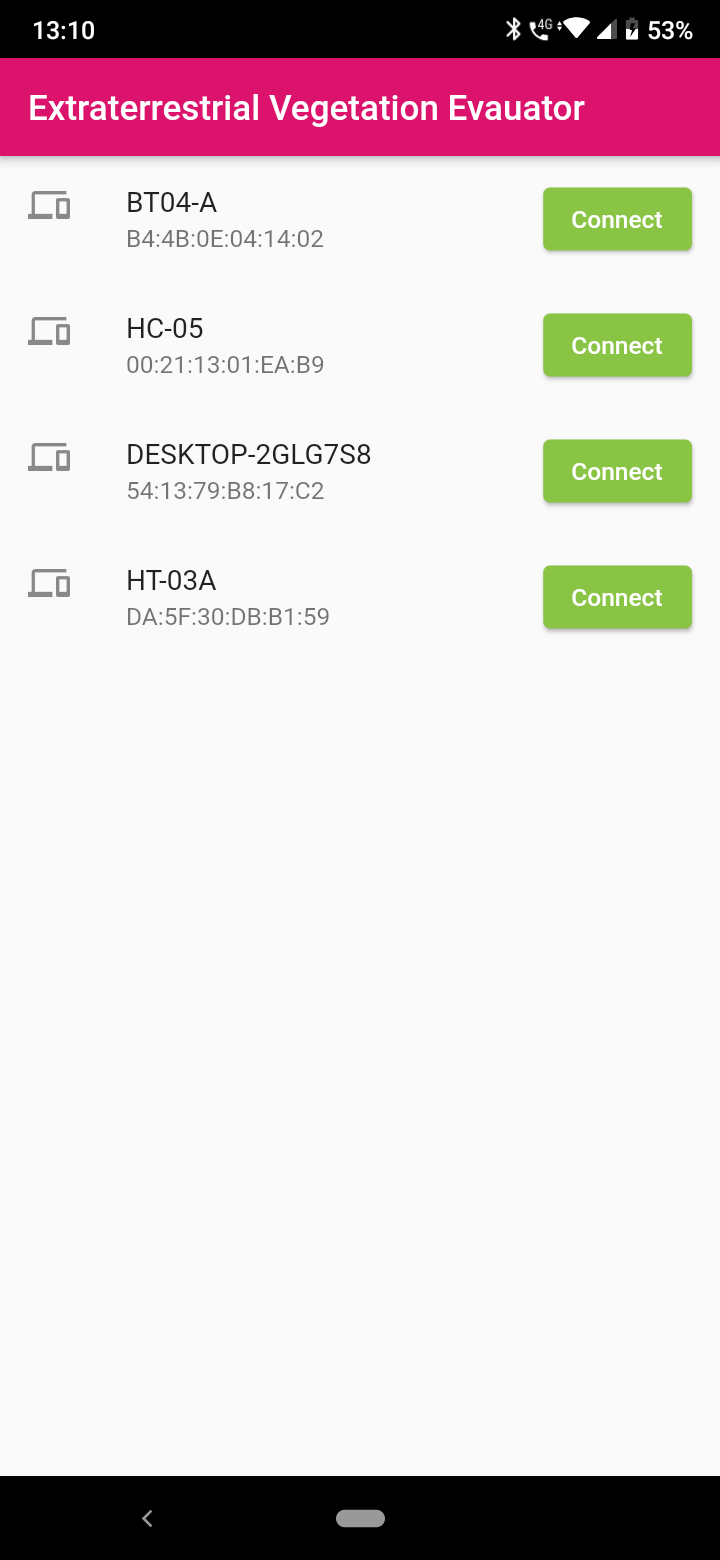 13:10
4G
53%
Extraterrestrial Vegetation Evauator
BT04-A
B4:4B:0E:04:14:02
Connect
HC-05
00:21:13:01:EA:B9
Connect
DESKTOP-2GLG7S8
54:13:79:B8:17:C2
Connect
HT-03A
DA:5F:30:DB:B1:59
Connect